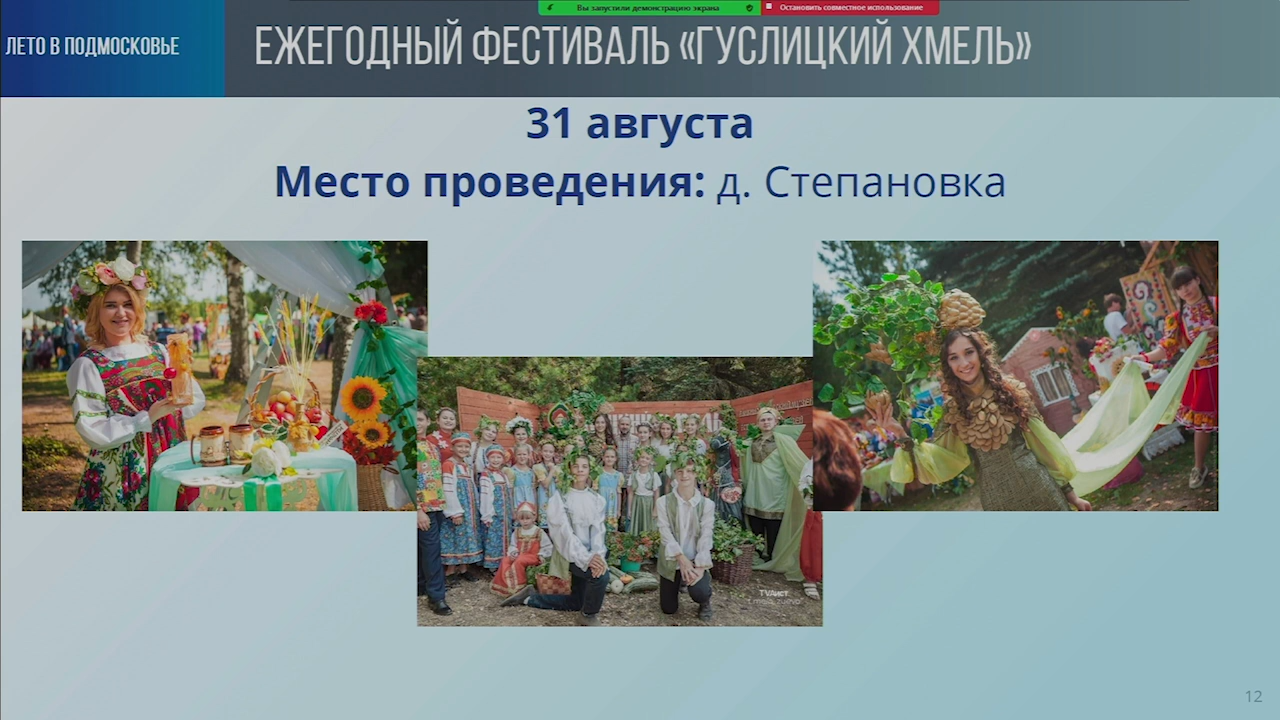 Вы запустили демонстрацию экрана
Остановить совместное использование
ЛЕТО В ПОДМОСКОВЬЕ
ЕЖЕГОДНЫЙ ФЕСТИВАЛЬ «ГУСЛИЦКИЙ ХМЕЛЬ»
31 августа
Место проведения: д. Степановка
TVАист
12